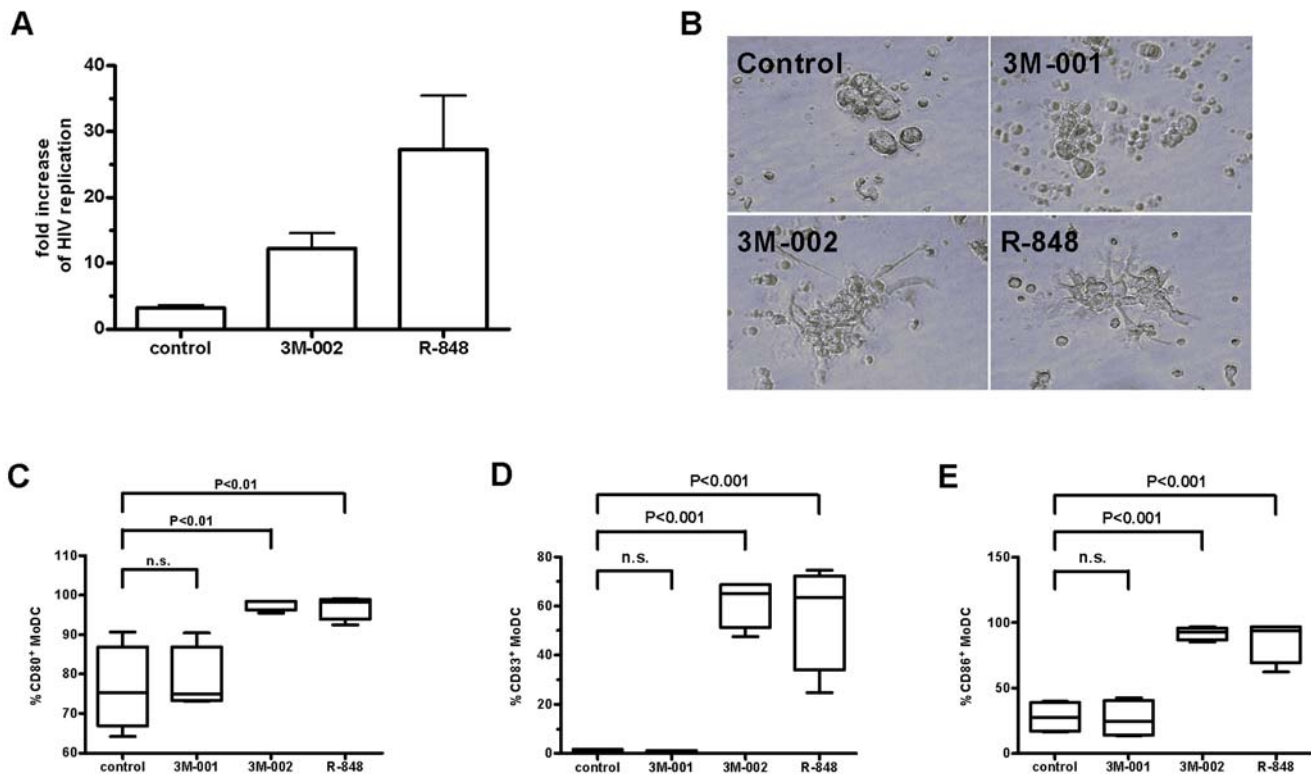 A
fold increase
of HIV replication
40
30
20
10
0
control 3M-002 R-848
B
Control
3M-001
3M-002
R-848
C
P<0.01
P<0.01
n.s.
% CD80+ MoDC
110
100
90
80
70
60
control 3M-001 3M-002 R-848
D
P<0.001
P<0.001
n.s.
% CD83+ MoDC
80
60
40
20
0
control 3M-001 3M-002 R-848
E
P<0.001
P<0.001
n.s.
% CD86+ MoDC
150
100
50
0
control 3M-001 3M-002 R-848